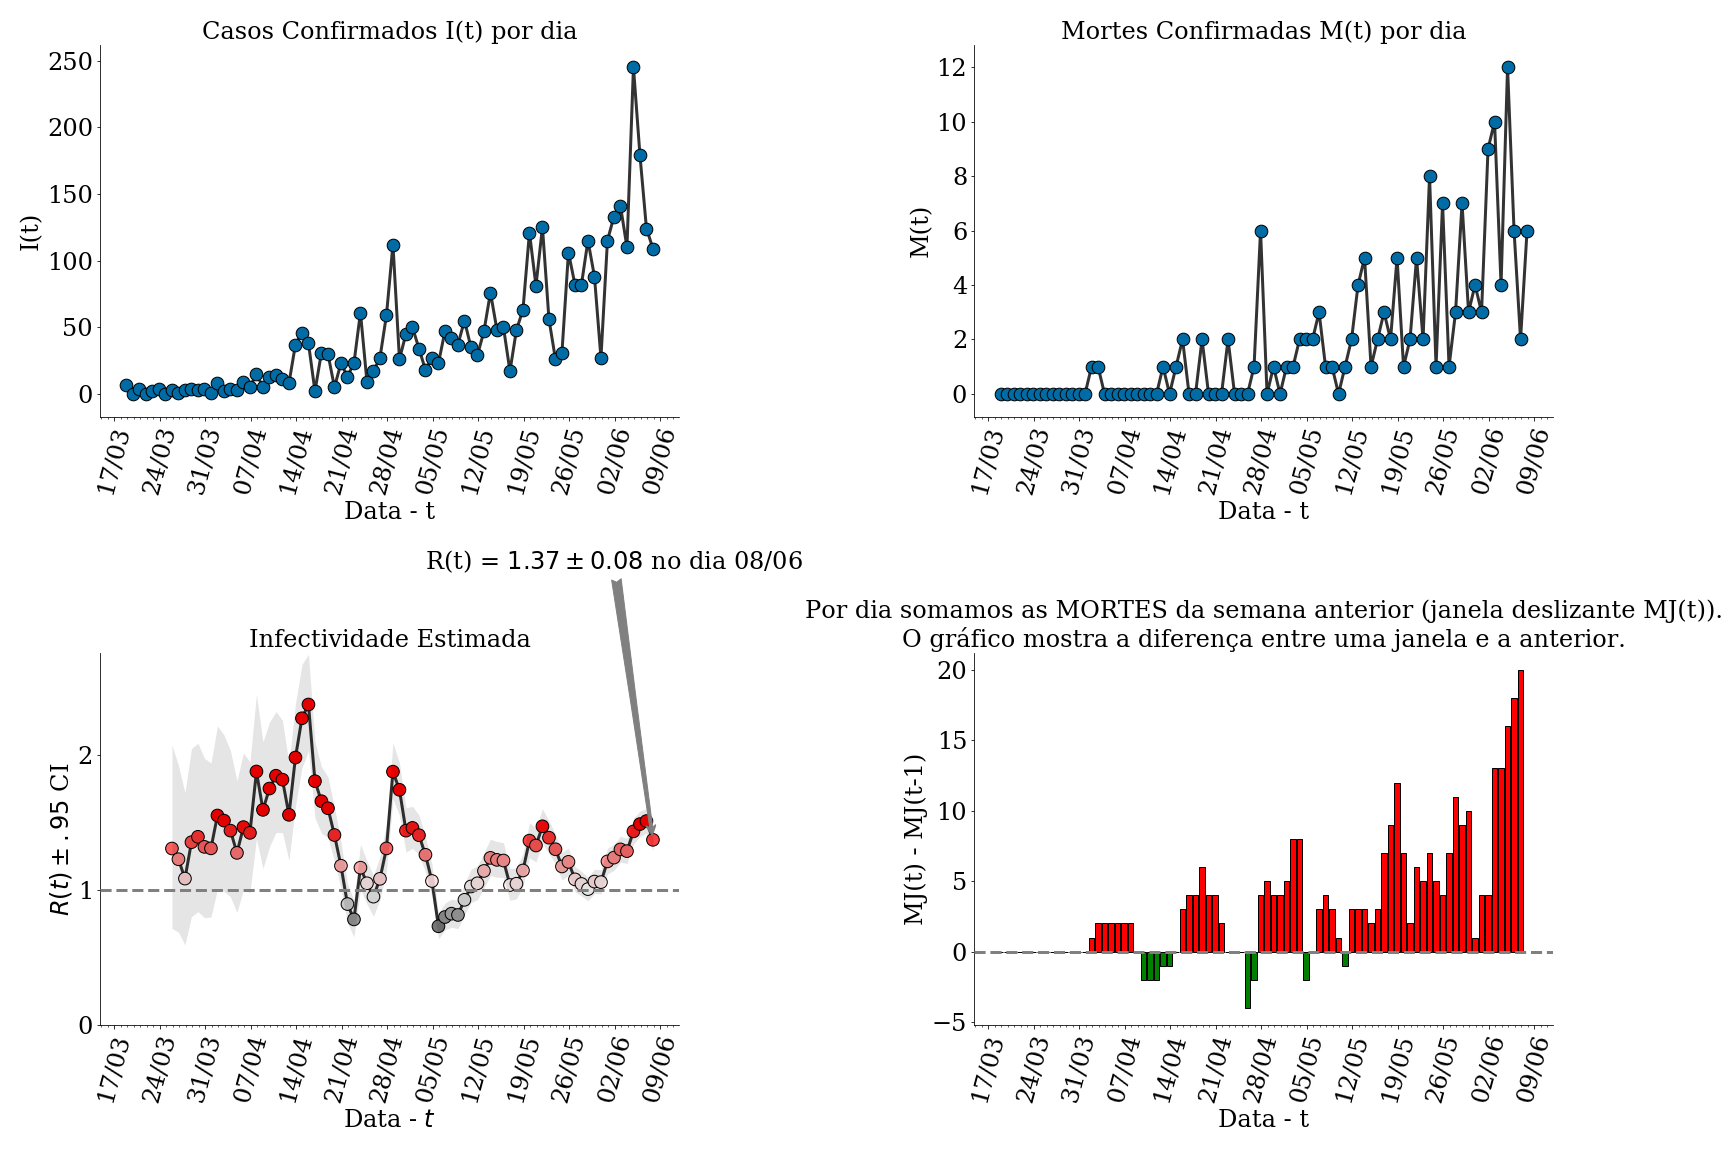 Casos Confirmados I(t) por dia
250
200
150
100
50
0
I(t)
17/03 24/03 31/03 07/04 14/04 21/04 28/04 05/05 12/05 19/05 26/05 02/06 09/06
Data - t
Mortes Confirmadas M(t) por dia
12
10
8
6
4
2
0
M(t)
17/03 24/03 31/03 07/04 14/04 21/04 28/04 05/05 12/05 19/05 26/05 02/06 09/06
Data - t
R(t) = 1.37 ± 0.08 no dia 08/06
Infectividade Estimada
2
1
0
R(t) ± .95 CI
17/03 24/03 31/03 07/04 14/04 21/04 28/04 05/05 12/05 19/05 26/05 02/06 09/06
Data - t
Por dia somamos as MORTES da semana anterior (janela deslizante MJ(t)).
O gráfico mostra a diferença entre uma janela e a anterior.
20
15
10
5
0
−5
MJ(t) - MJ(t-1)
17/03 24/03 31/03 07/04 14/04 21/04 28/04 05/05 12/05 19/05 26/05 02/06 09/06
Data - t